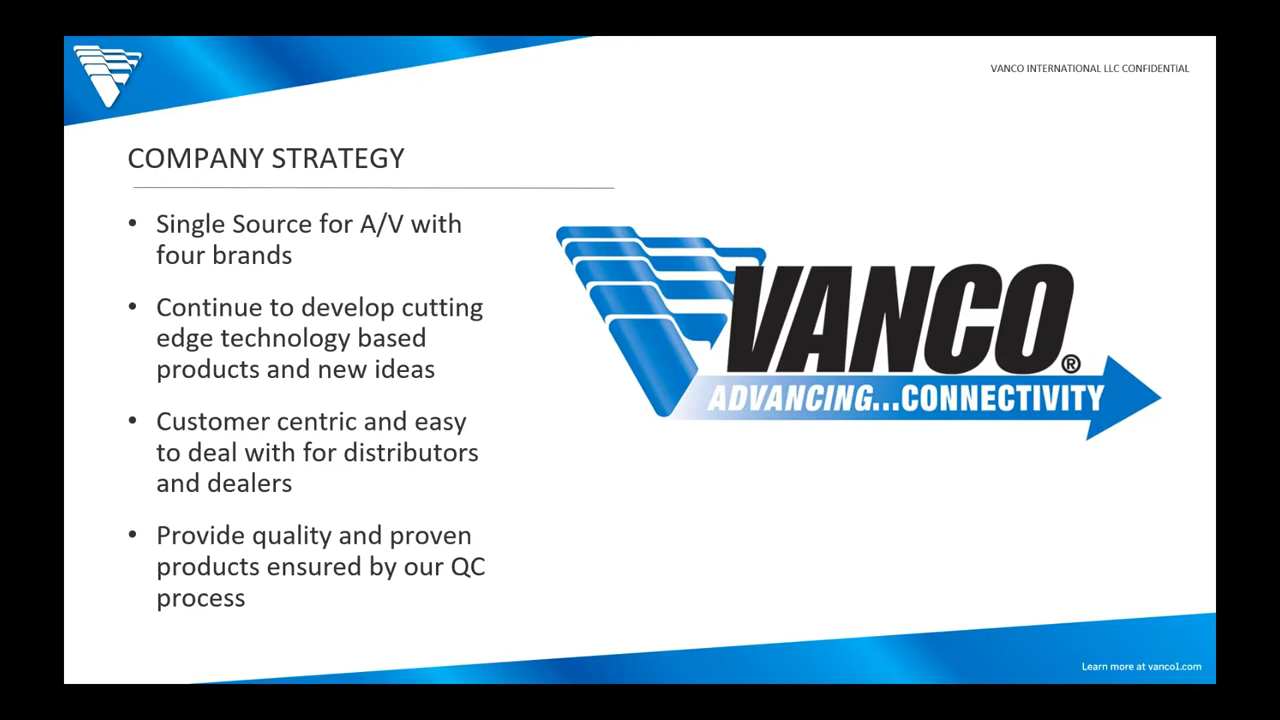 VANCO INTERNATIONAL LLC CONFIDENTIAL
COMPANY STRATEGY
• Single Source for A/V with
four brands
• Continue to develop cutting
edge technology based
products and new ideas
• Customer centric and easy
to deal with for distributors
and dealers
• Provide quality and proven
products ensured by our QC
process
VANCO®
ADVANCING...CONNECTIVITY
Learn more at vanco1.com